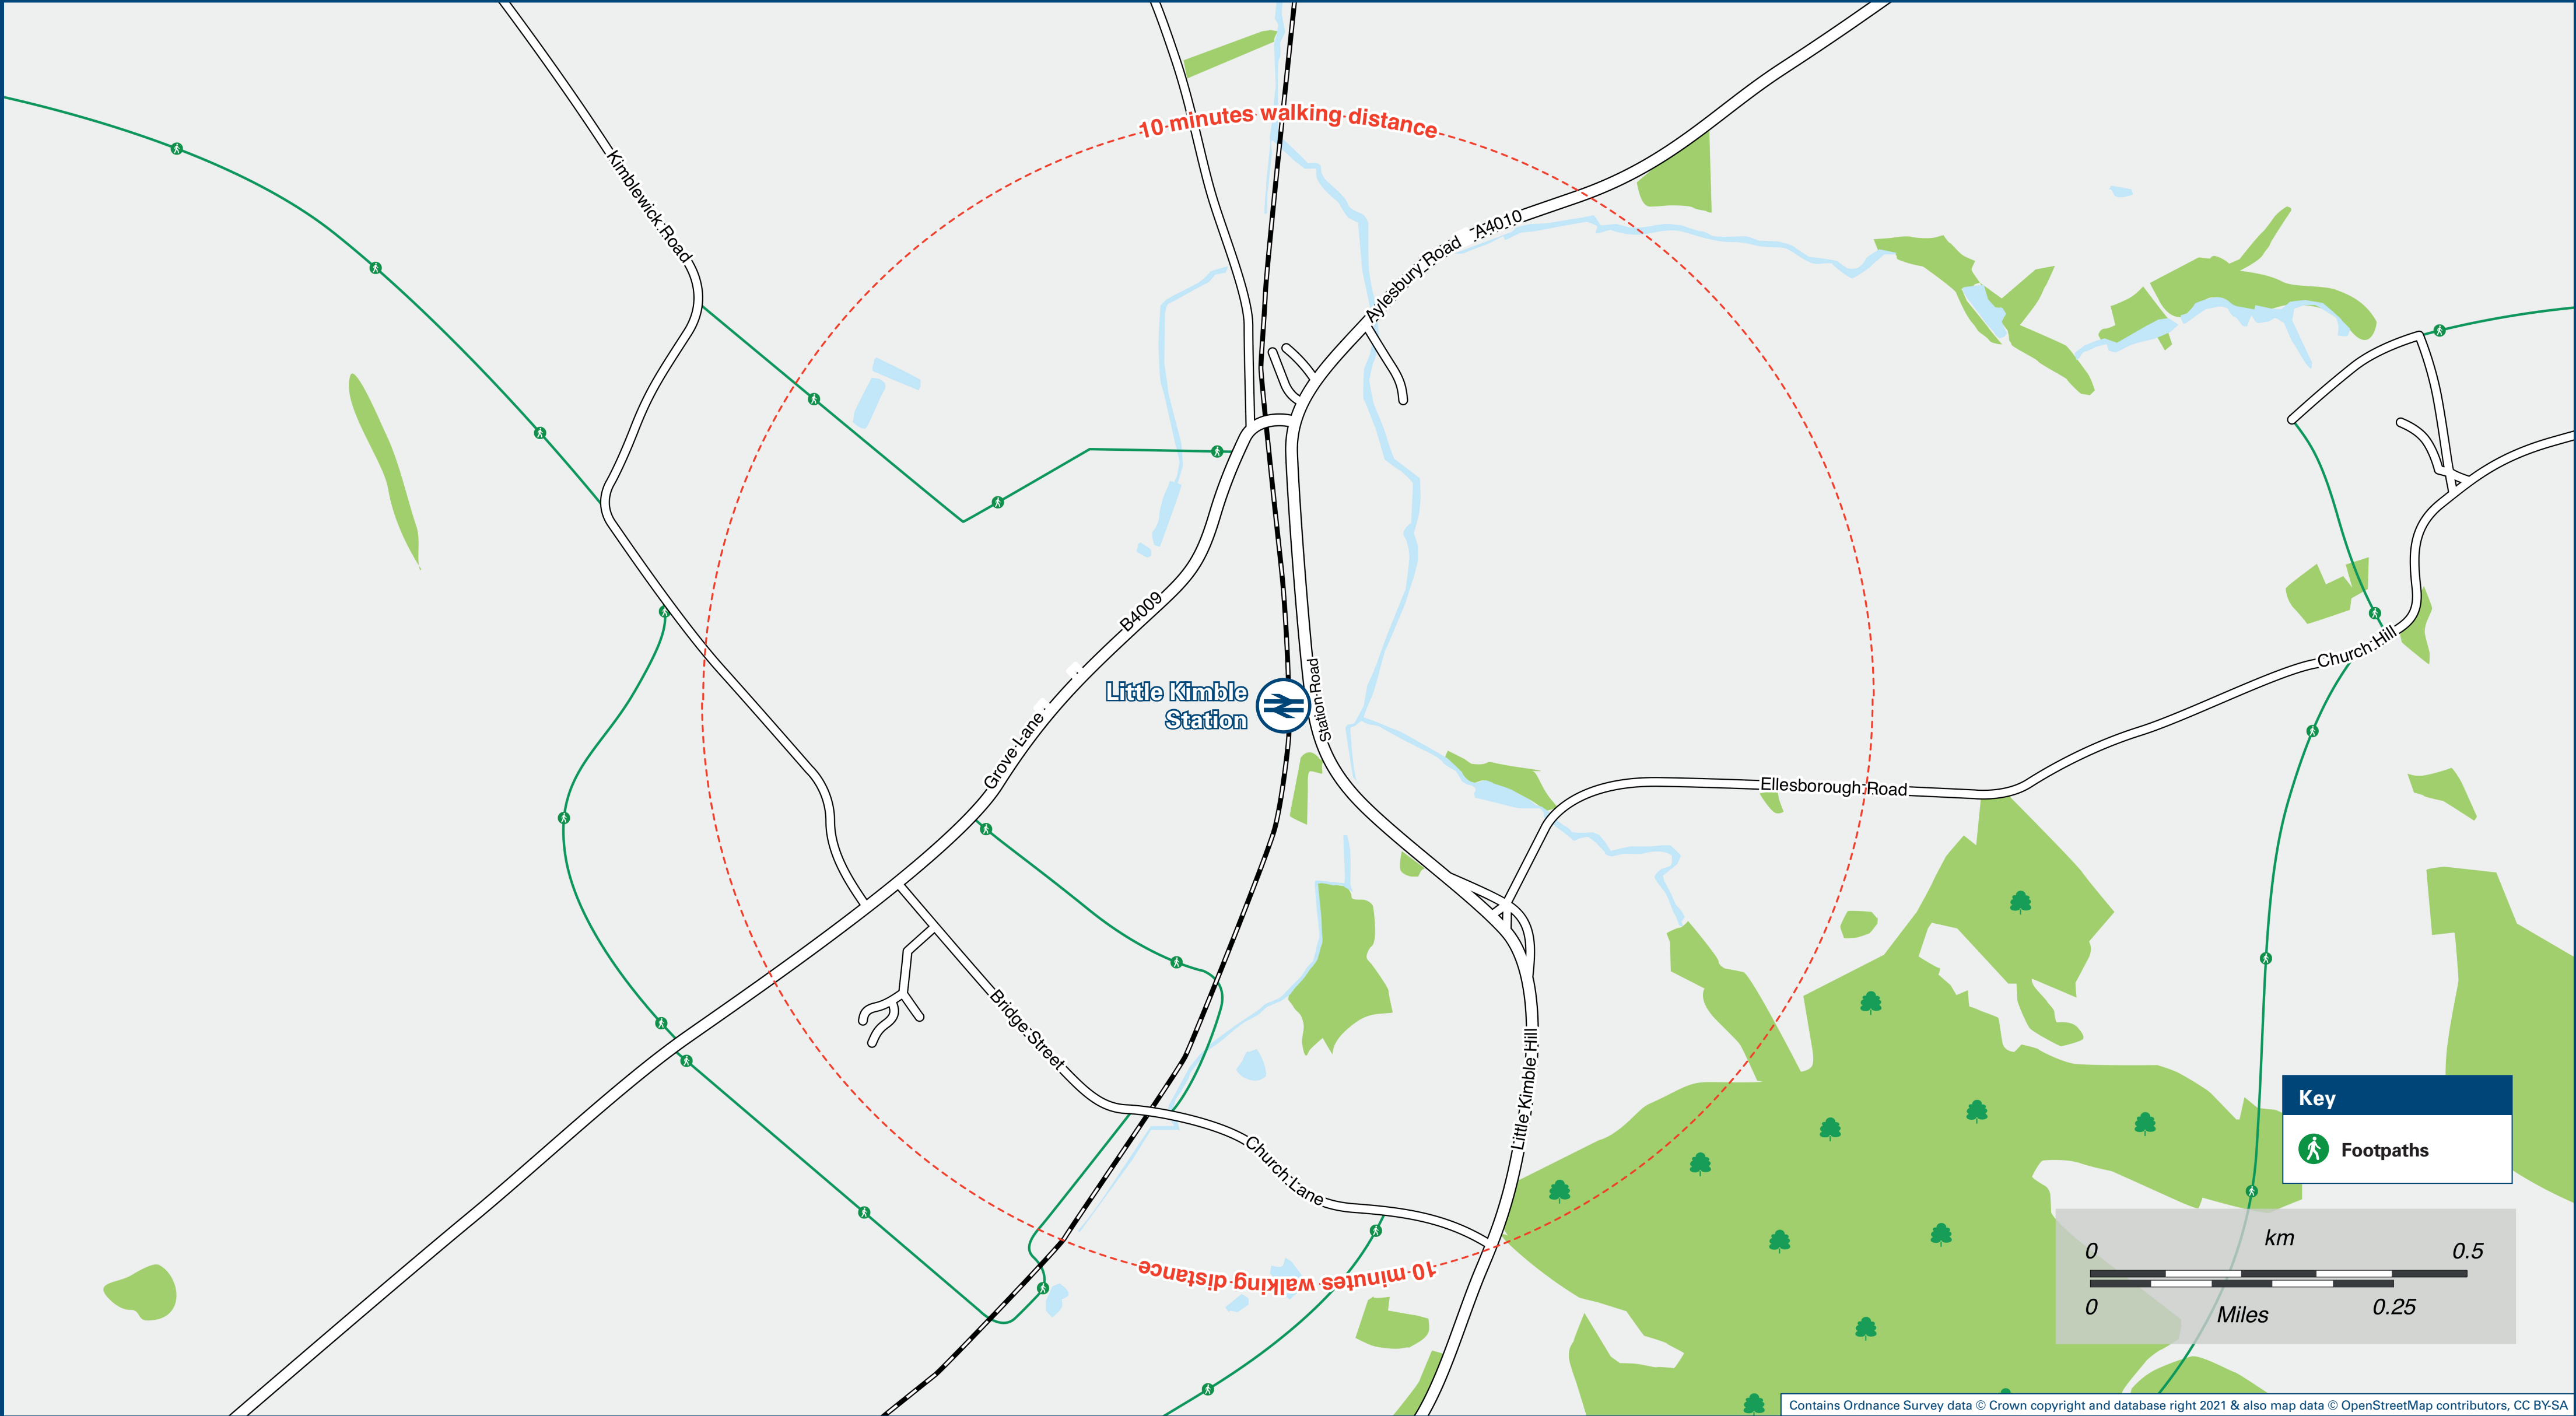 10 minutes walking distance
Kimblewick Road
Aylesbury Road
A4010
B4009
Grove Lane
Little Kimble
Station
Station Road
Church Hill
Ellesborough Road
Bridge Street
Little Kimble Hill
Church Lane
10 minutes walking distance
Key
Footpaths
km
0 0.5
0 0.25
Miles
Contains Ordnance Survey data © Crown copyright and database right 2021 & also map data © OpenStreetMap contributors, CC BY-SA